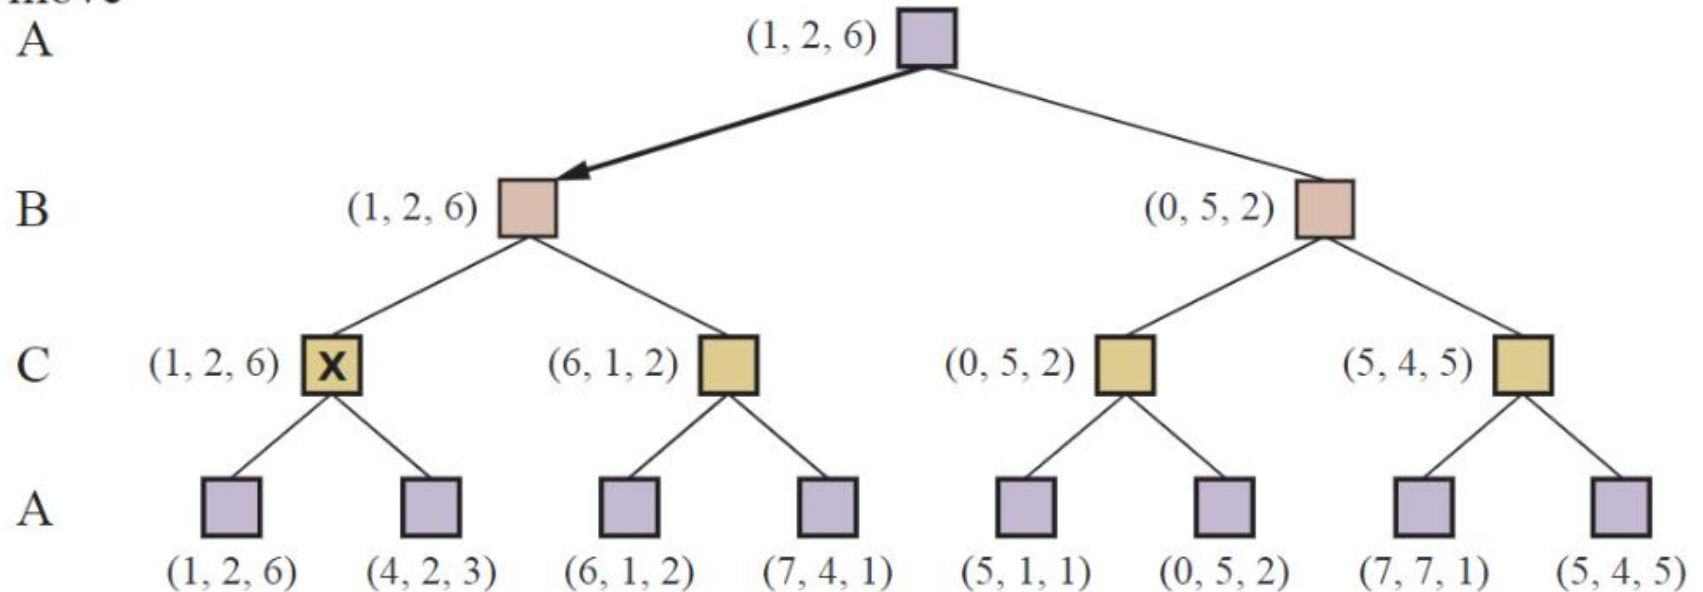 A (1, 2, 6)
B (1, 2, 6) (0, 5, 2)
C (1, 2, 6) X (6, 1, 2) (0, 5, 2) (5, 4, 5)
A
(1, 2, 6) (4, 2, 3) (6, 1, 2) (7, 4, 1) (5, 1, 1) (0, 5, 2) (7, 7, 1) (5, 4, 5)